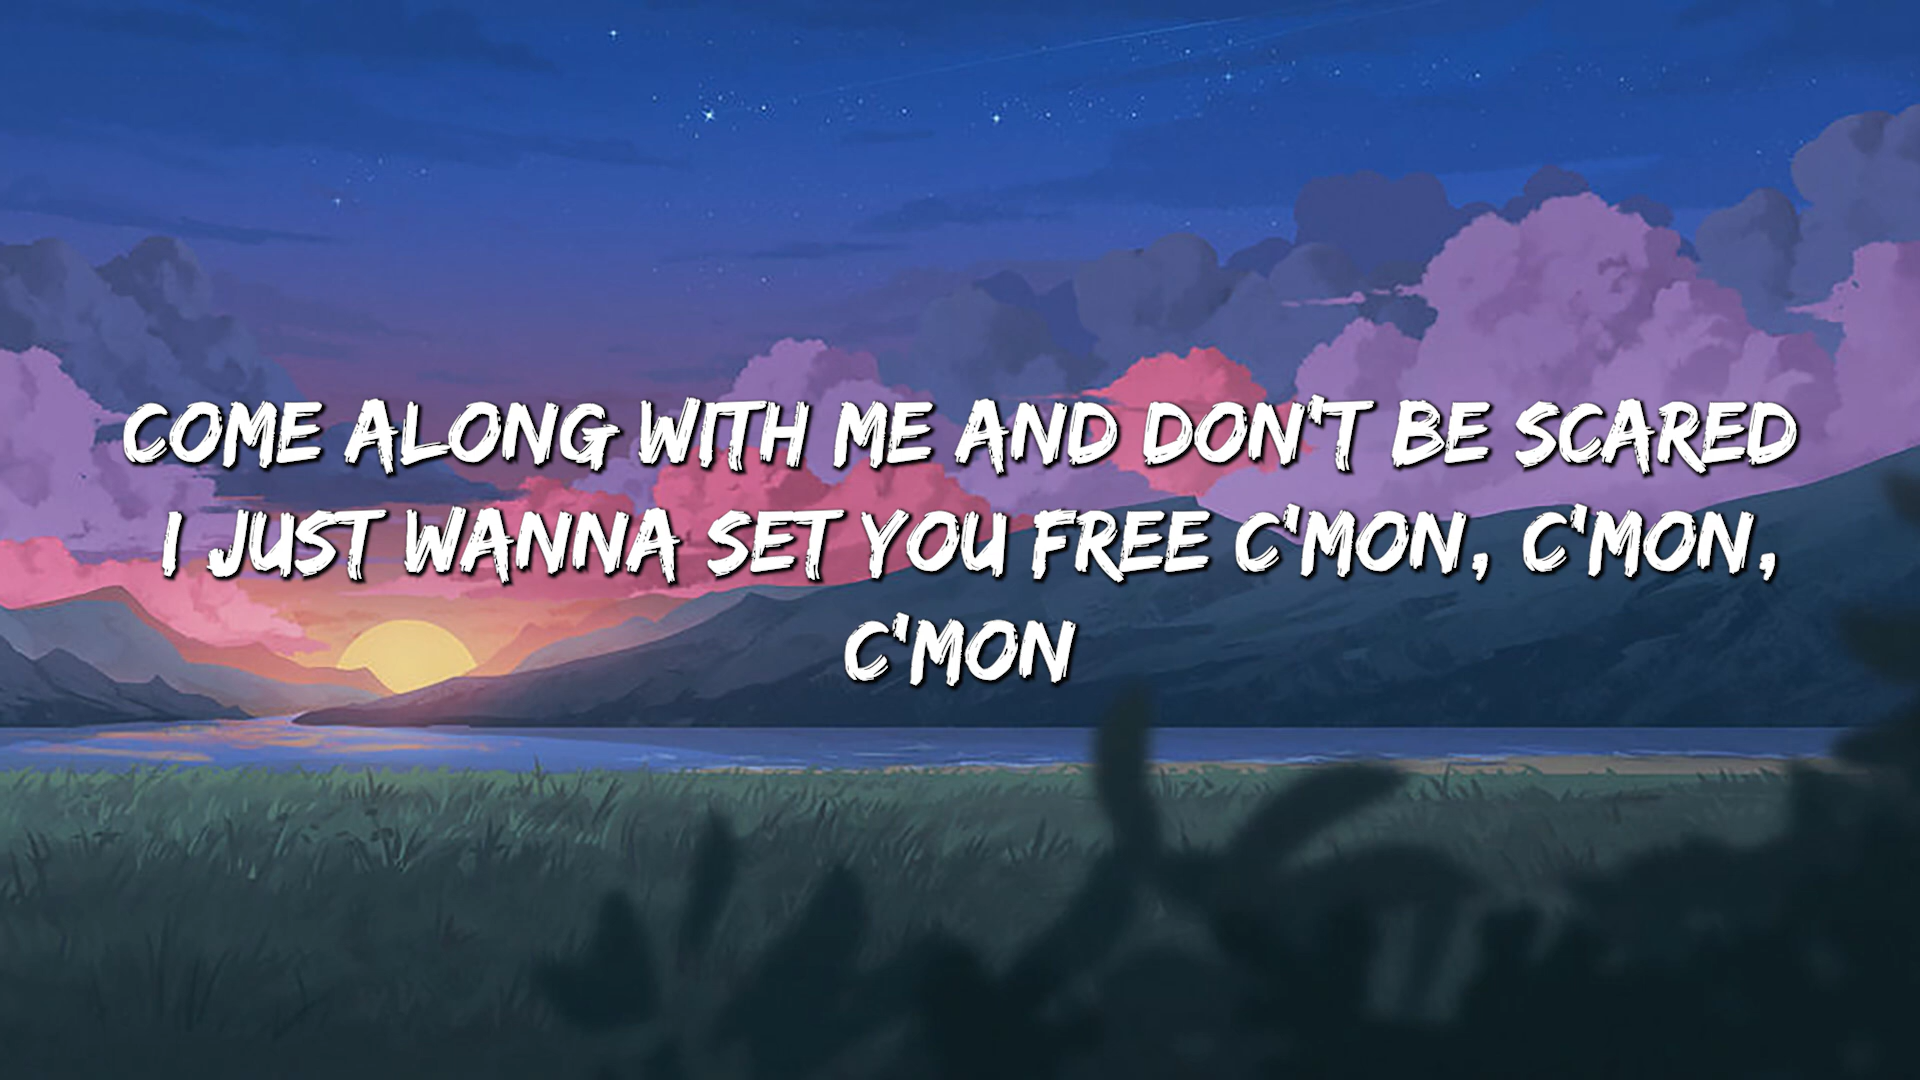 COME ALONG WITH ME AND DON'T BE SCARED
I JUST WANNA SET YOU FREE C'MON, C'MON,
C'MON